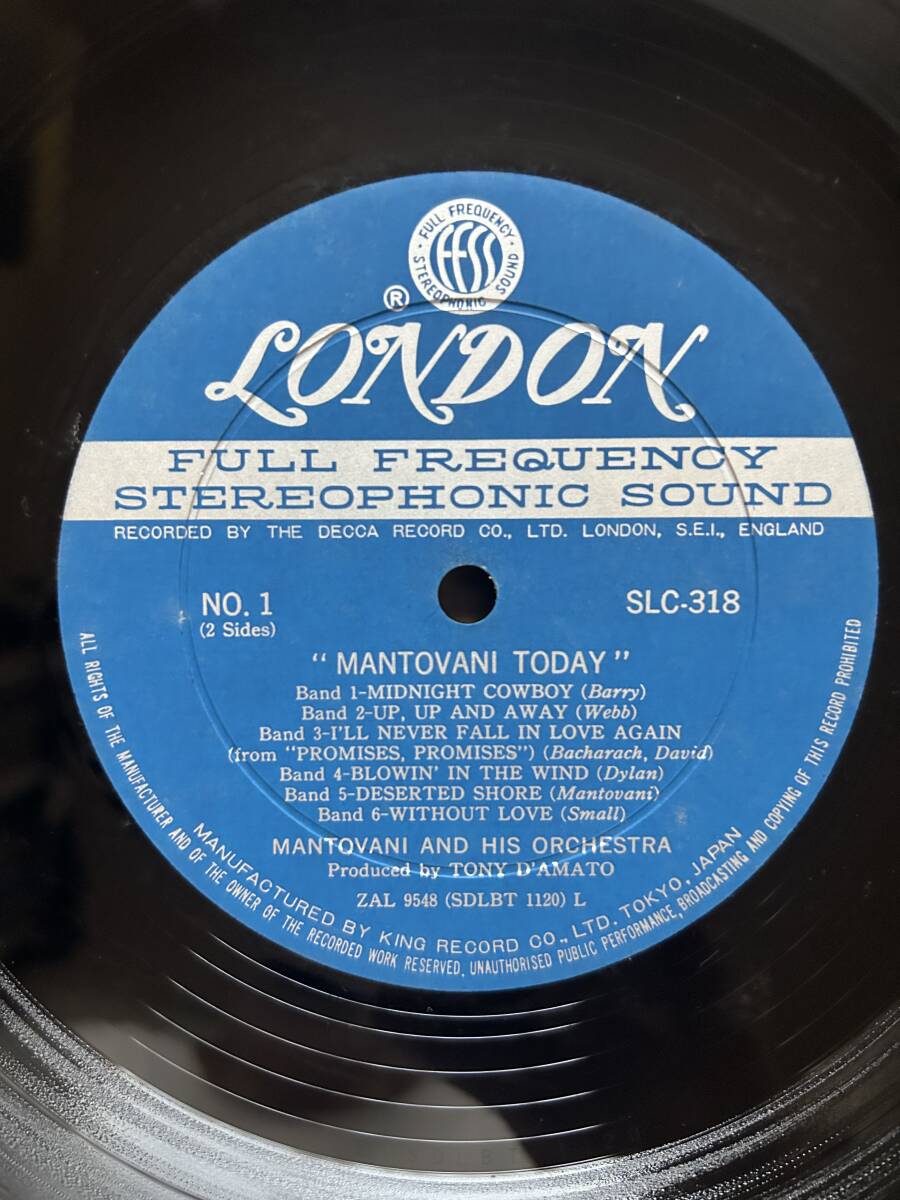 FULL FREQUENCY
FFSS
STEREOPHONIC SOUND
®
LONDON
FULL FREQUENCY
STEREOPHONIC SOUND
RECORDED BY THE DECCA RECORD CO., LTD. LONDON, S.E.I., ENGLAND
NO. 1
(2 Sides)
SLC-318
"MANTOVANI TODAY"
Band 1-MIDNIGHT COWBOY (Barry)
Band 2-UP, UP AND AWAY (Webb)
Band 3-I'LL NEVER FALL IN LOVE AGAIN
(from "PROMISES, PROMISES") (Bacharach, David)
Band 4-BLOWIN' IN THE WIND (Dylan)
Band 5-DESERTED SHORE (Mantovani)
Band 6-WITHOUT LOVE (Small)
MANTOVANI AND HIS ORCHESTRA
Produced by TONY D'AMATO
ZAL 9548 (SDLBT 1120) L
MANUFACTURED BY KING RECORD CO., LTD. TOKYO, JAPAN
ALL RIGHTS OF THE MANUFACTURER AND OF THE OWNER OF THE RECORDED WORK RESERVED, UNAUTHORISED PUBLIC PERFORMANCE, BROADCASTING AND COPYING OF THIS RECORD PROHIBITED